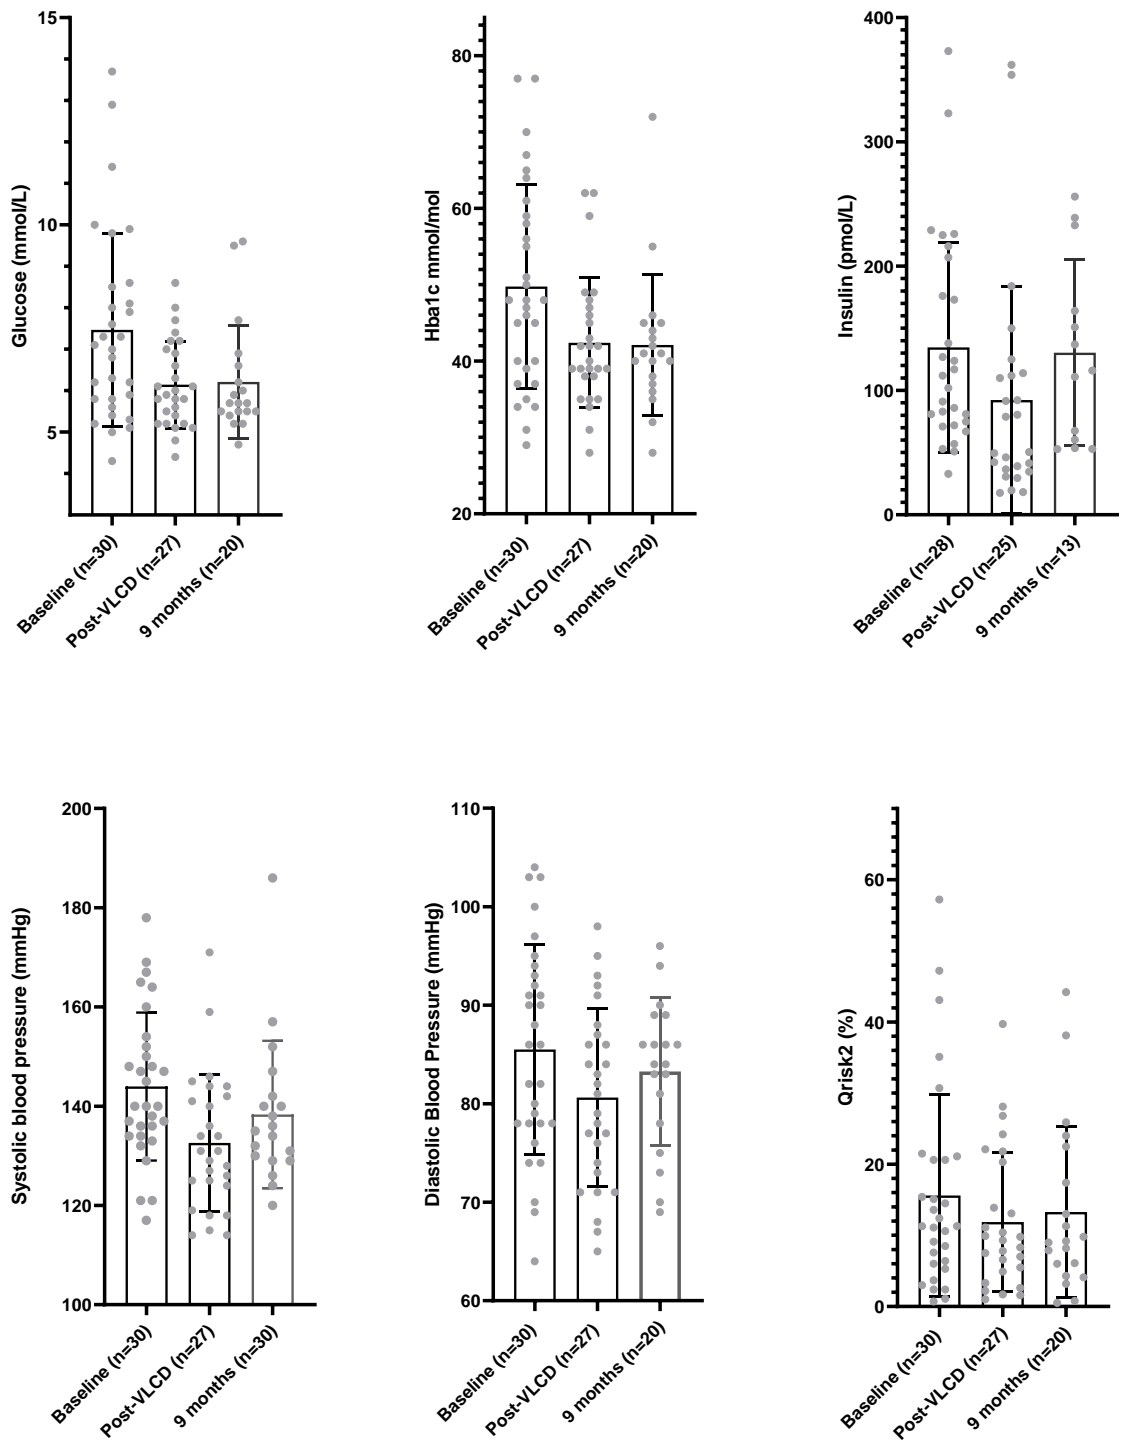 Glucose (mmol/L)
15
10
5
Baseline (n=30)
Post-VLCD (n=27)
9 months (n=20)
Hba1c mmol/mol
80
60
40
20
Baseline (n=30)
Post-VLCD (n=27)
9 months (n=20)
Insulin (pmol/L)
400
300
200
100
0
Baseline (n=28)
Post-VLCD (n=25)
9 months (n=13)
Systolic blood pressure (mmHg)
200
180
160
140
120
100
Baseline (n=30)
Post-VLCD (n=27)
9 months (n=30)
Diastolic Blood Pressure (mmHg)
110
100
90
80
70
60
Baseline (n=30)
Post-VLCD (n=27)
9 months (n=20)
Qrisk2 (%)
60
40
20
0
Baseline (n=30)
Post-VLCD (n=27)
9 months (n=20)